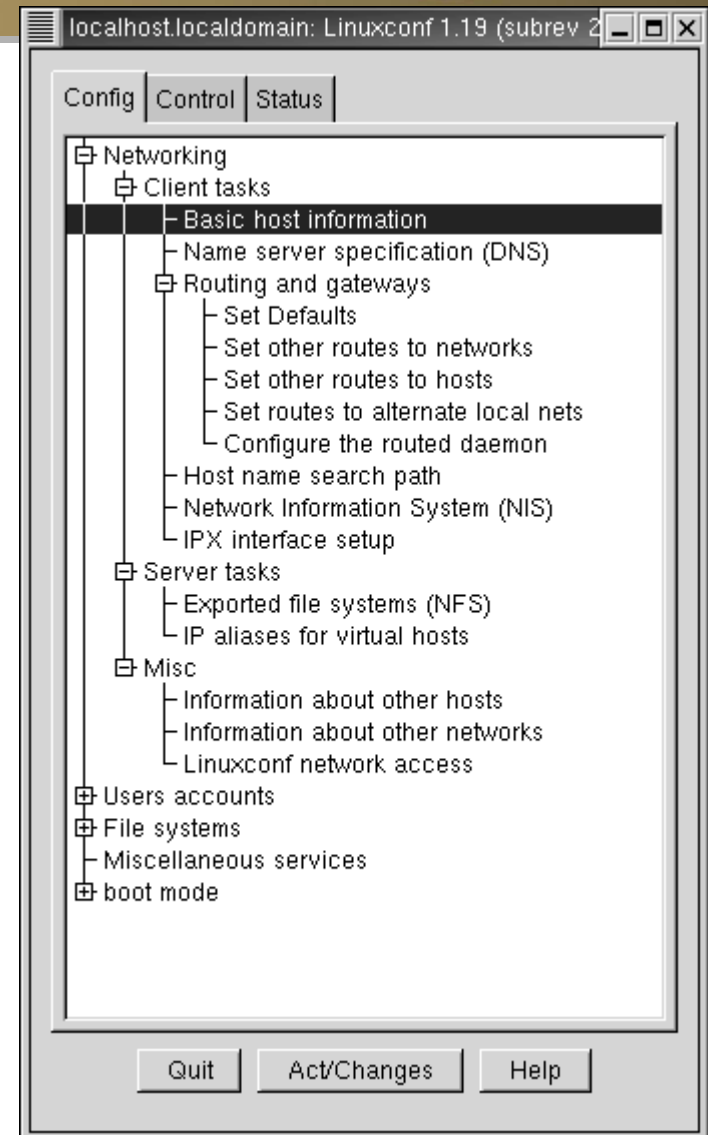 localhost.localdomain: Linuxconf 1.19 (subrev 2
Config
Control
Status
Networking
Client tasks
Basic host information
Name server specification (DNS)
Routing and gateways
Set Defaults
Set other routes to networks
Set other routes to hosts
Set routes to alternate local nets
Configure the routed daemon
Host name search path
Network Information System (NIS)
IPX interface setup
Server tasks
Exported file systems (NFS)
IP aliases for virtual hosts
Misc
Information about other hosts
Information about other networks
Linuxconf network access
Users accounts
File systems
Miscellaneous services
boot mode
Quit
Act/Changes
Help